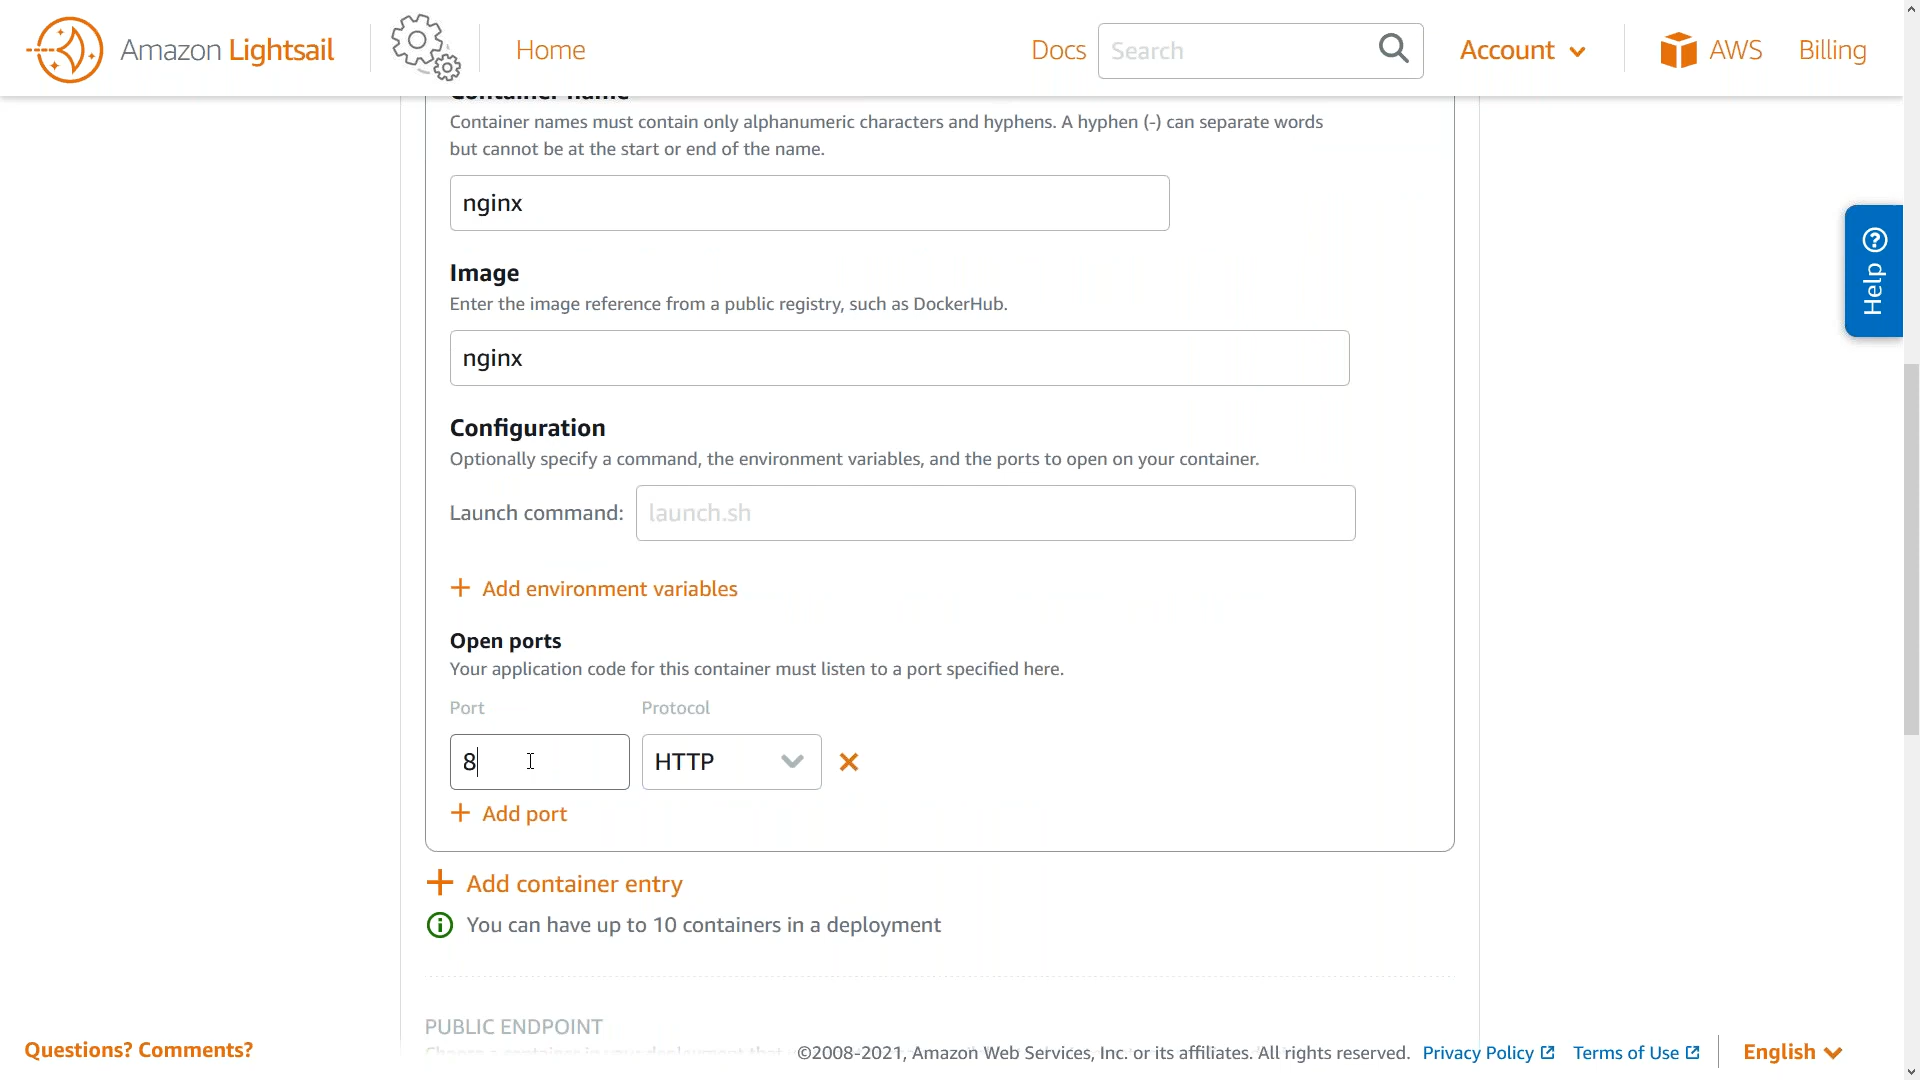 Amazon Lightsail
Home
Docs
Search
Account
AWS
Billing
Container name
Container names must contain only alphanumeric characters and hyphens. A hyphen (-) can separate words
but cannot be at the start or end of the name.
nginx
Help
Image
Enter the image reference from a public registry, such as DockerHub.
nginx
Configuration
Optionally specify a command, the environment variables, and the ports to open on your container.
Launch command:
launch.sh
Add environment variables
Open ports
Your application code for this container must listen to a port specified here.
Port
Protocol
8
HTTP
Add port
Add container entry
You can have up to 10 containers in a deployment
PUBLIC ENDPOINT
Questions? Comments?
©2008-2021, Amazon Web Services, Inc. or its affiliates. All rights reserved.
Privacy Policy
Terms of Use
English